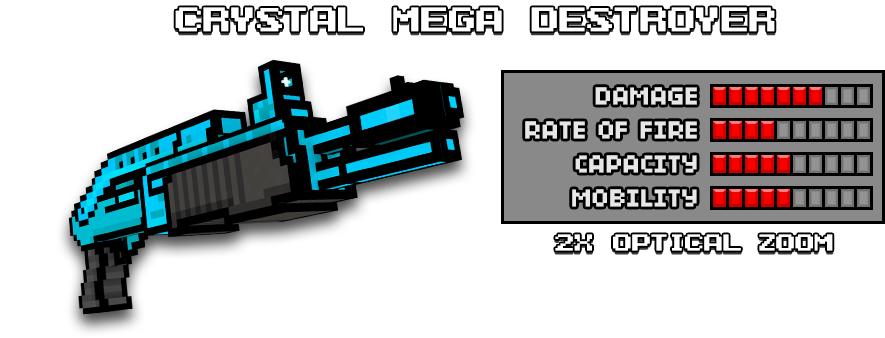 CRYSTAL MEGA DESTROYER
DAMAGE
RATE OF FIRE
CAPACITY
MOBILITY
2X OPTICAL ZOOM